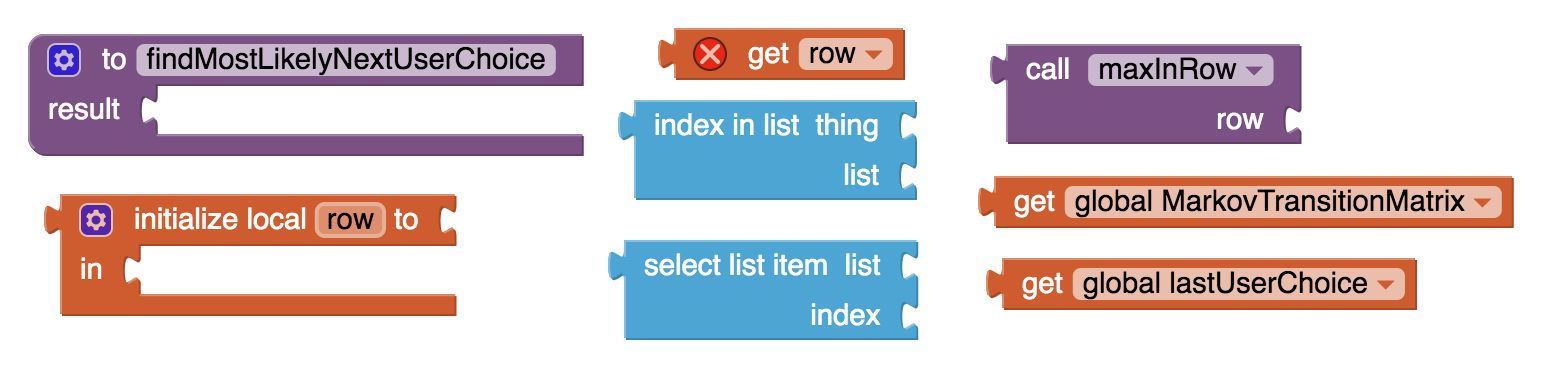 to findMostLikelyNextUserChoice
result
initialize local row to
in
get row
index in list thing
list
select list item list
index
call maxInRow
row
get global MarkovTransitionMatrix
get global lastUserChoice